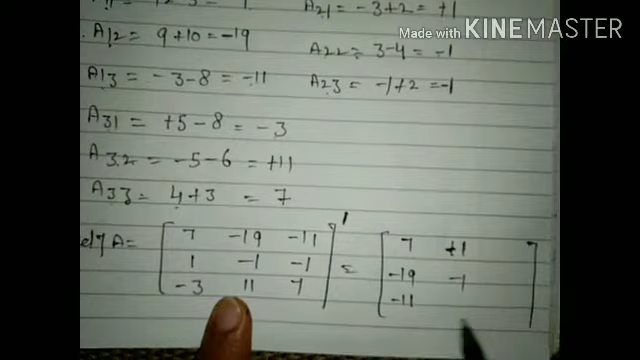 Made with KINEMASTER
A21 = -3+2 = +1
A12 = 9+10 = -19
A22 = 3-4 = -1
A13 = -3-8 = -11
A23 = -1+2 = -1
A31 = +5-8 = -3
A32 = -5-6 = +11
A33 = 4+3 = 7
A = [ 7 -19 -11 ]' = [ 7 +1
1 -1 -1 -19 -1
-3 11 7 -11